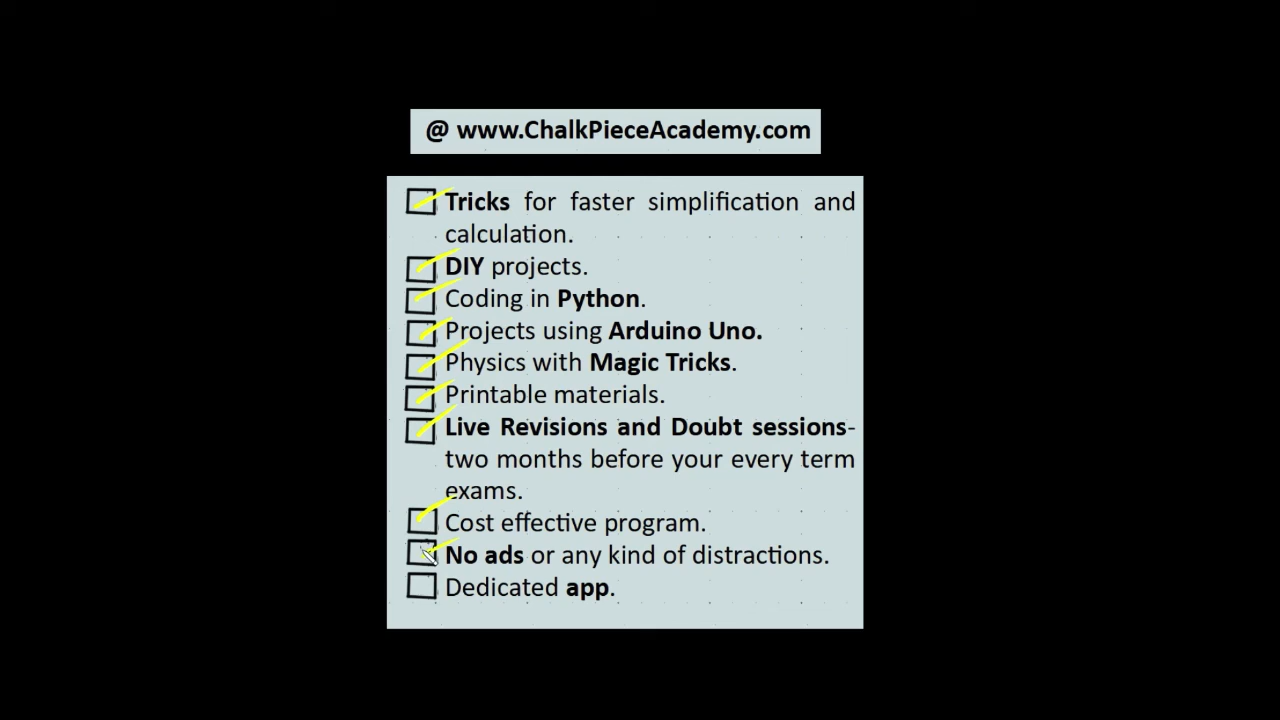 @ www.ChalkPieceAcademy.com
Tricks for faster simplification and
calculation.
DIY projects.
Coding in Python.
Projects using Arduino Uno.
Physics with Magic Tricks.
Printable materials.
Live Revisions and Doubt sessions-
two months before your every term
exams.
Cost effective program.
No ads or any kind of distractions.
Dedicated app.